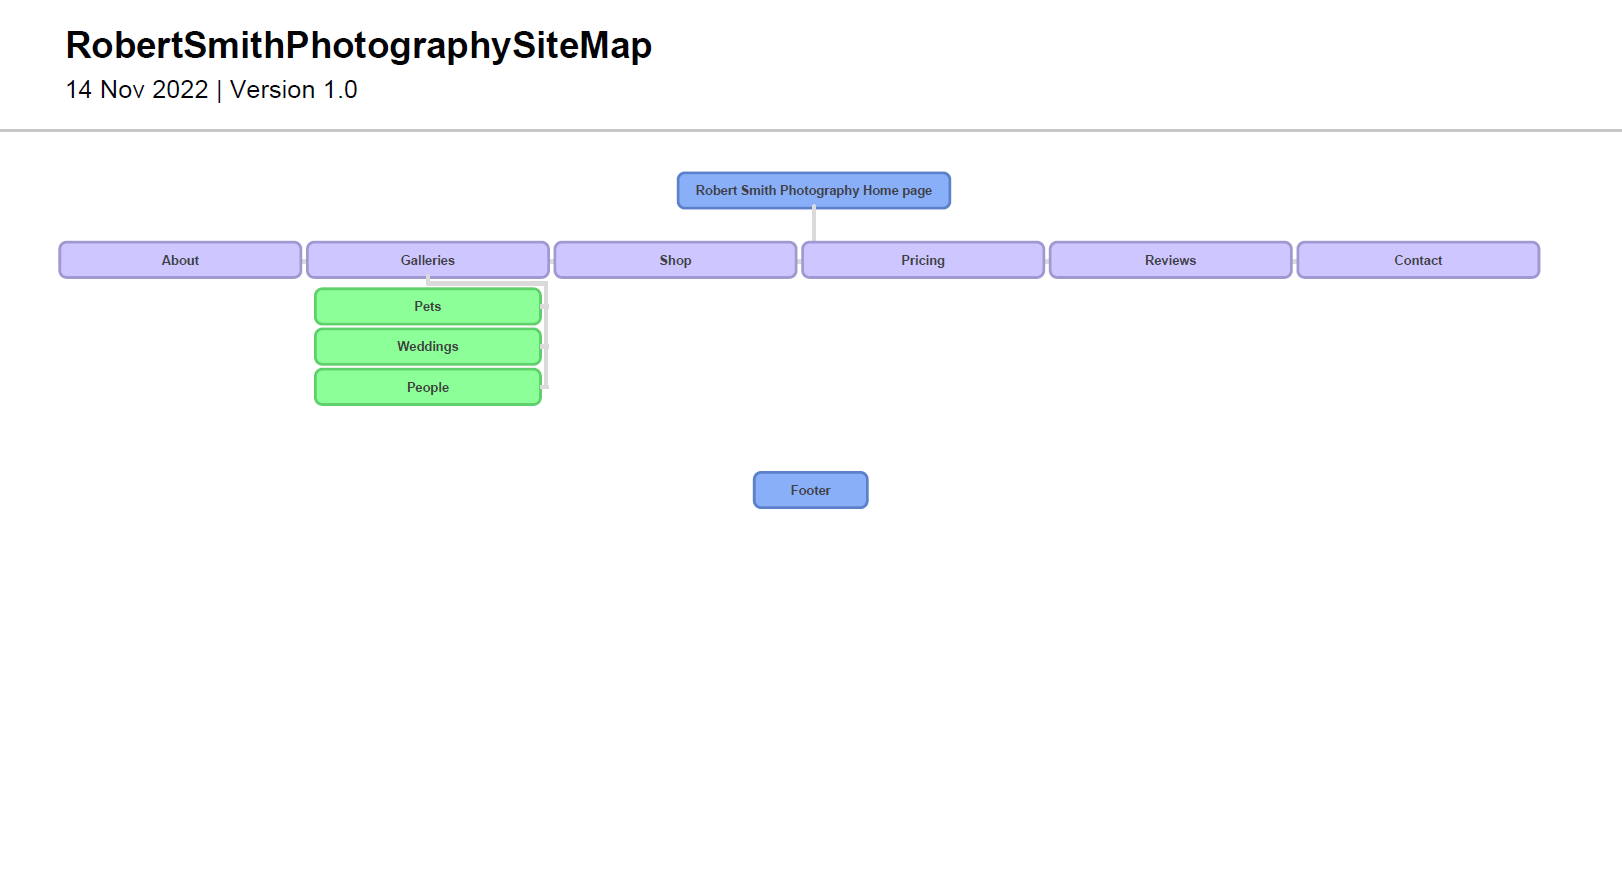 RobertSmithPhotographySiteMap
14 Nov 2022 | Version 1.0
Robert Smith Photography Home page
About
Galleries
Shop
Pricing
Reviews
Contact
Pets
Weddings
People
Footer